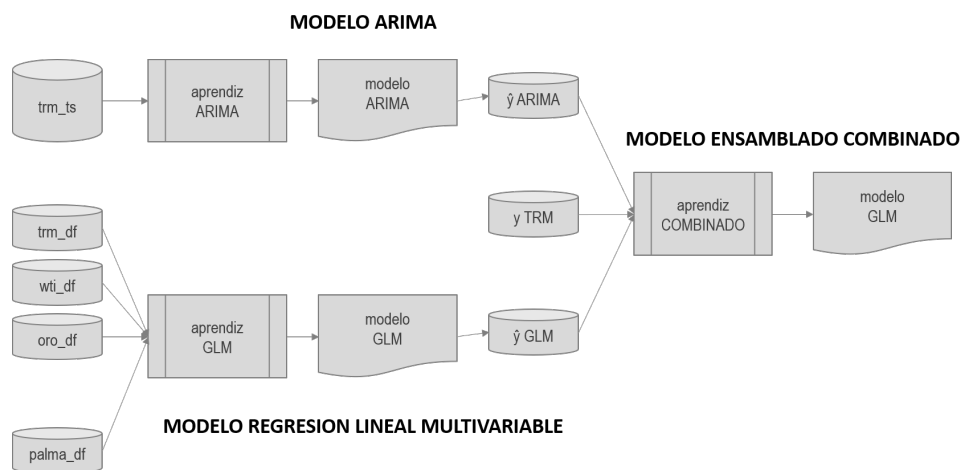 MODELO ARIMA
trm_ts
aprendiz
ARIMA
modelo
ARIMA
ŷ ARIMA
MODELO ENSAMBLADO COMBINADO
y TRM
aprendiz
COMBINADO
modelo
GLM
trm_df
wti_df
oro_df
palma_df
aprendiz
GLM
modelo
GLM
ŷ GLM
MODELO REGRESION LINEAL MULTIVARIABLE